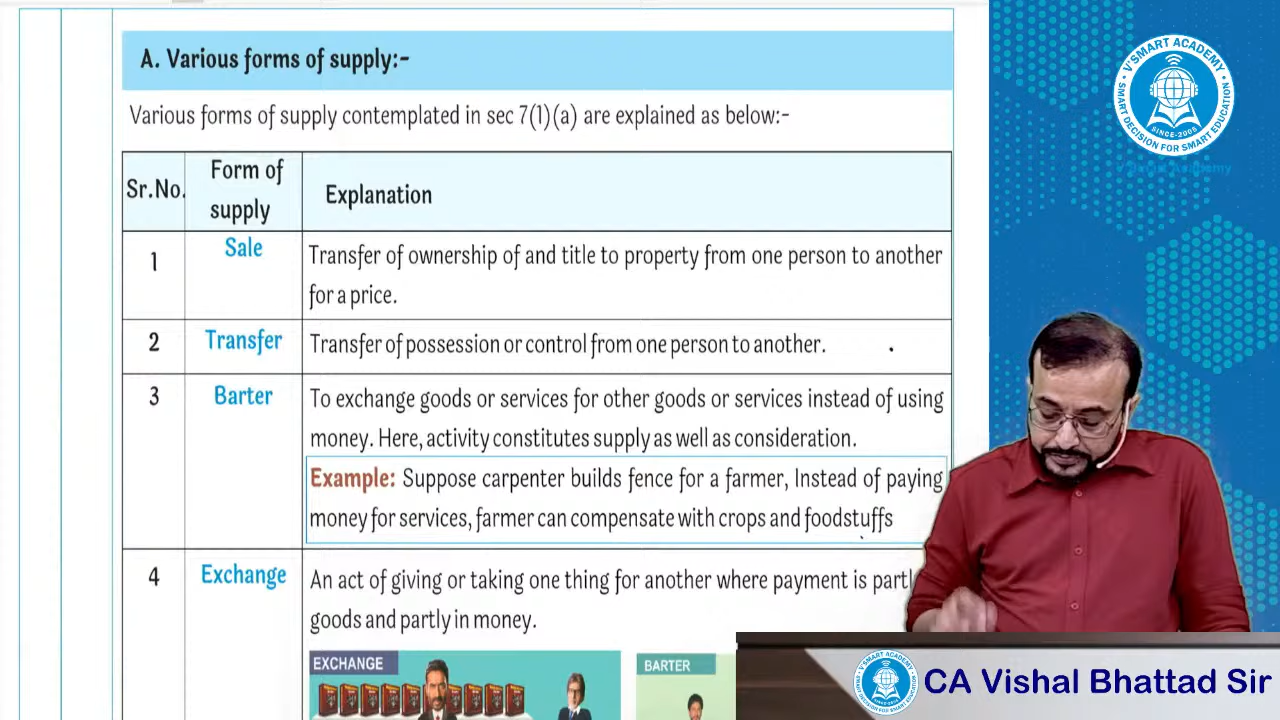 A. Various forms of supply:-
Various forms of supply contemplated in sec 7(1)(a) are explained as below:-
Sr.No.
Form of
supply
Explanation
1
Sale
Transfer of ownership of and title to property from one person to another
for a price.
2
Transfer
Transfer of possession or control from one person to another.
3
Barter
To exchange goods or services for other goods or services instead of using
money. Here, activity constitutes supply as well as consideration.
Example: Suppose carpenter builds fence for a farmer, Instead of paying
money for services, farmer can compensate with crops and foodstuffs
4
Exchange
An act of giving or taking one thing for another where payment is partl
goods and partly in money.
EXCHANGE
BARTER
V'SMART ACADEMY
SINCE-2005
SMART DECISION FOR SMART EDUCATION
V'Smart Academy
V'SMART ACADEMY
CA Vishal Bhattad Sir